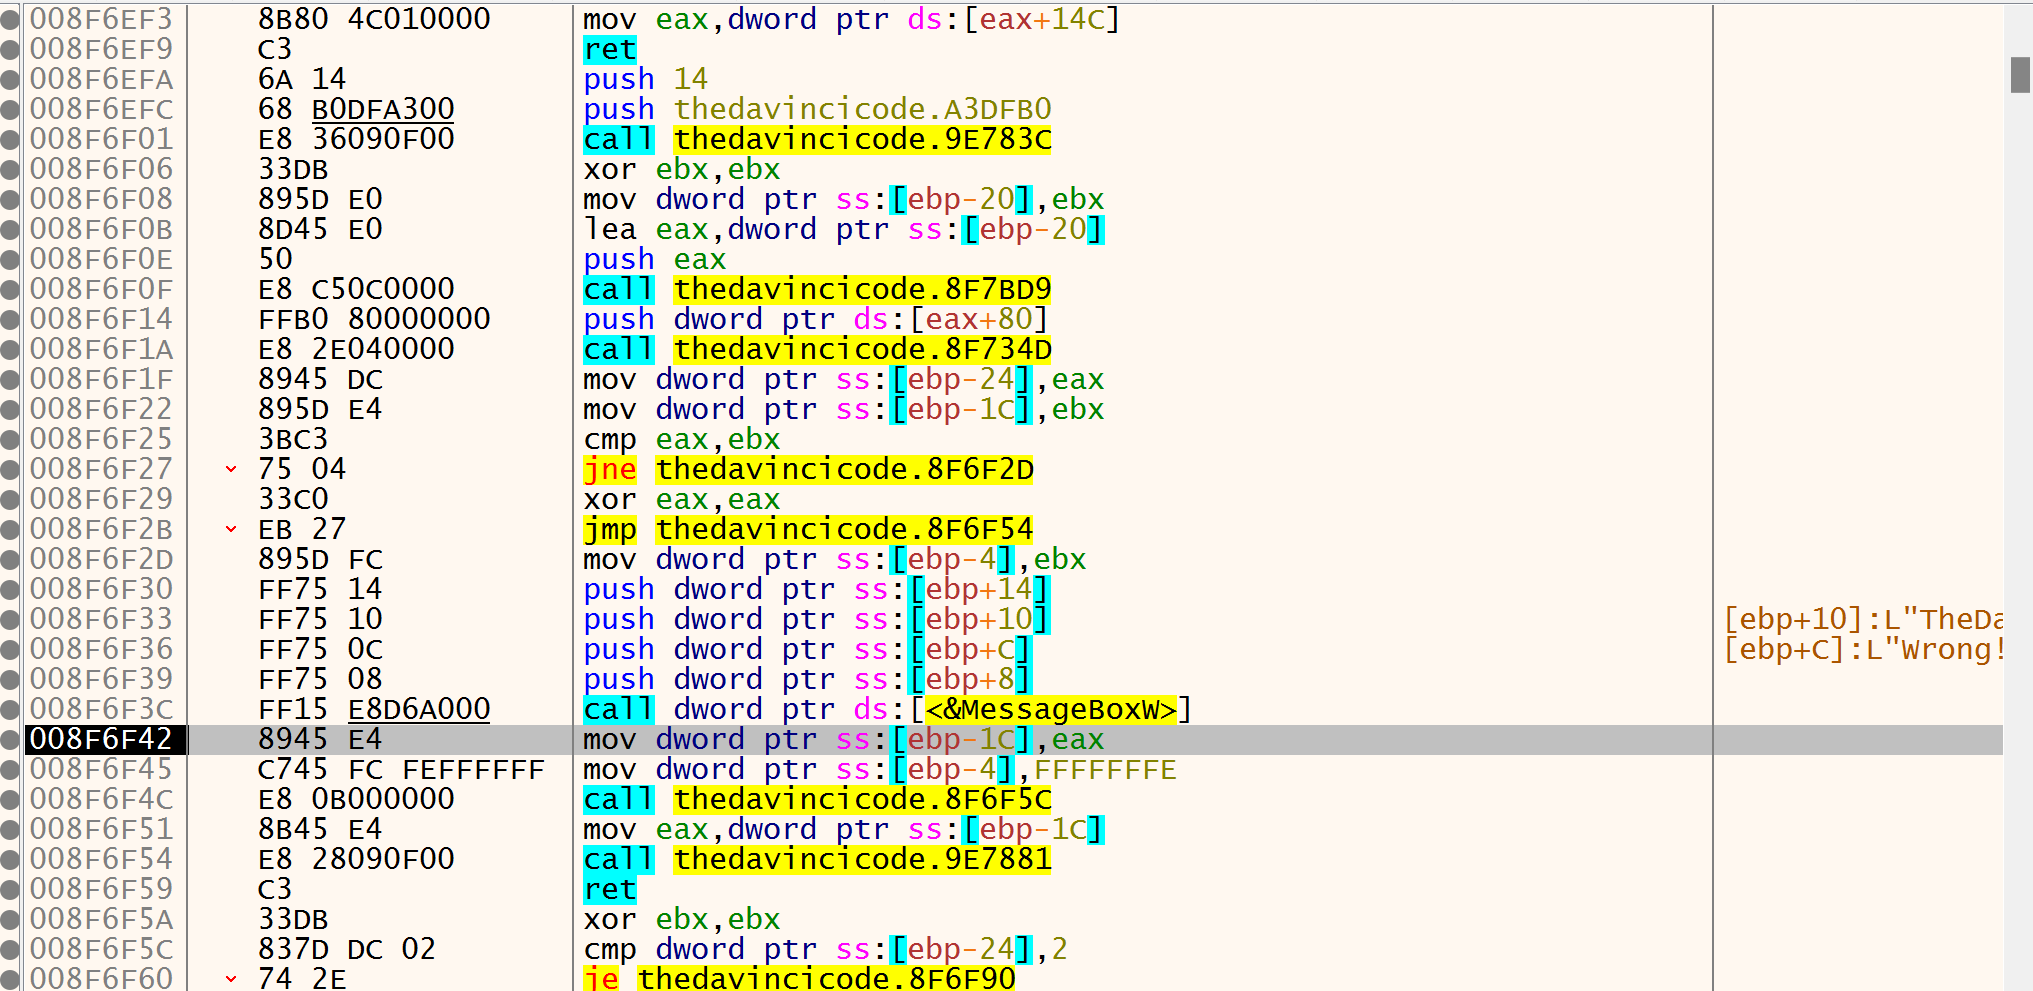 008F6EF3 8B80 4C010000 mov eax,dword ptr ds:[eax+14C]
008F6EF9 C3 ret
008F6EFA 6A 14 push 14
008F6EFC 68 B0DFA300 push thedavincicode.A3DFB0
008F6F01 E8 36090F00 call thedavincicode.9E783C
008F6F06 33DB xor ebx,ebx
008F6F08 895D E0 mov dword ptr ss:[ebp-20],ebx
008F6F0B 8D45 E0 lea eax,dword ptr ss:[ebp-20]
008F6F0E 50 push eax
008F6F0F E8 C50C0000 call thedavincicode.8F7BD9
008F6F14 FFB0 80000000 push dword ptr ds:[eax+80]
008F6F1A E8 2E040000 call thedavincicode.8F734D
008F6F1F 8945 DC mov dword ptr ss:[ebp-24],eax
008F6F22 895D E4 mov dword ptr ss:[ebp-1C],ebx
008F6F25 3BC3 cmp eax,ebx
008F6F27 75 04 jne thedavincicode.8F6F2D
008F6F29 33C0 xor eax,eax
008F6F2B EB 27 jmp thedavincicode.8F6F54
008F6F2D 895D FC mov dword ptr ss:[ebp-4],ebx
008F6F30 FF75 14 push dword ptr ss:[ebp+14]
008F6F33 FF75 10 push dword ptr ss:[ebp+10] [ebp+10]:L"TheDa
008F6F36 FF75 0C push dword ptr ss:[ebp+C] [ebp+C]:L"Wrong!
008F6F39 FF75 08 push dword ptr ss:[ebp+8]
008F6F3C FF15 E8D6A000 call dword ptr ds:[<&MessageBoxW>]
008F6F42 8945 E4 mov dword ptr ss:[ebp-1C],eax
008F6F45 C745 FC FEFFFFFF mov dword ptr ss:[ebp-4],FFFFFFFE
008F6F4C E8 0B000000 call thedavincicode.8F6F5C
008F6F51 8B45 E4 mov eax,dword ptr ss:[ebp-1C]
008F6F54 E8 28090F00 call thedavincicode.9E7881
008F6F59 C3 ret
008F6F5A 33DB xor ebx,ebx
008F6F5C 837D DC 02 cmp dword ptr ss:[ebp-24],2
008F6F60 74 2E je thedavincicode.8F6F90